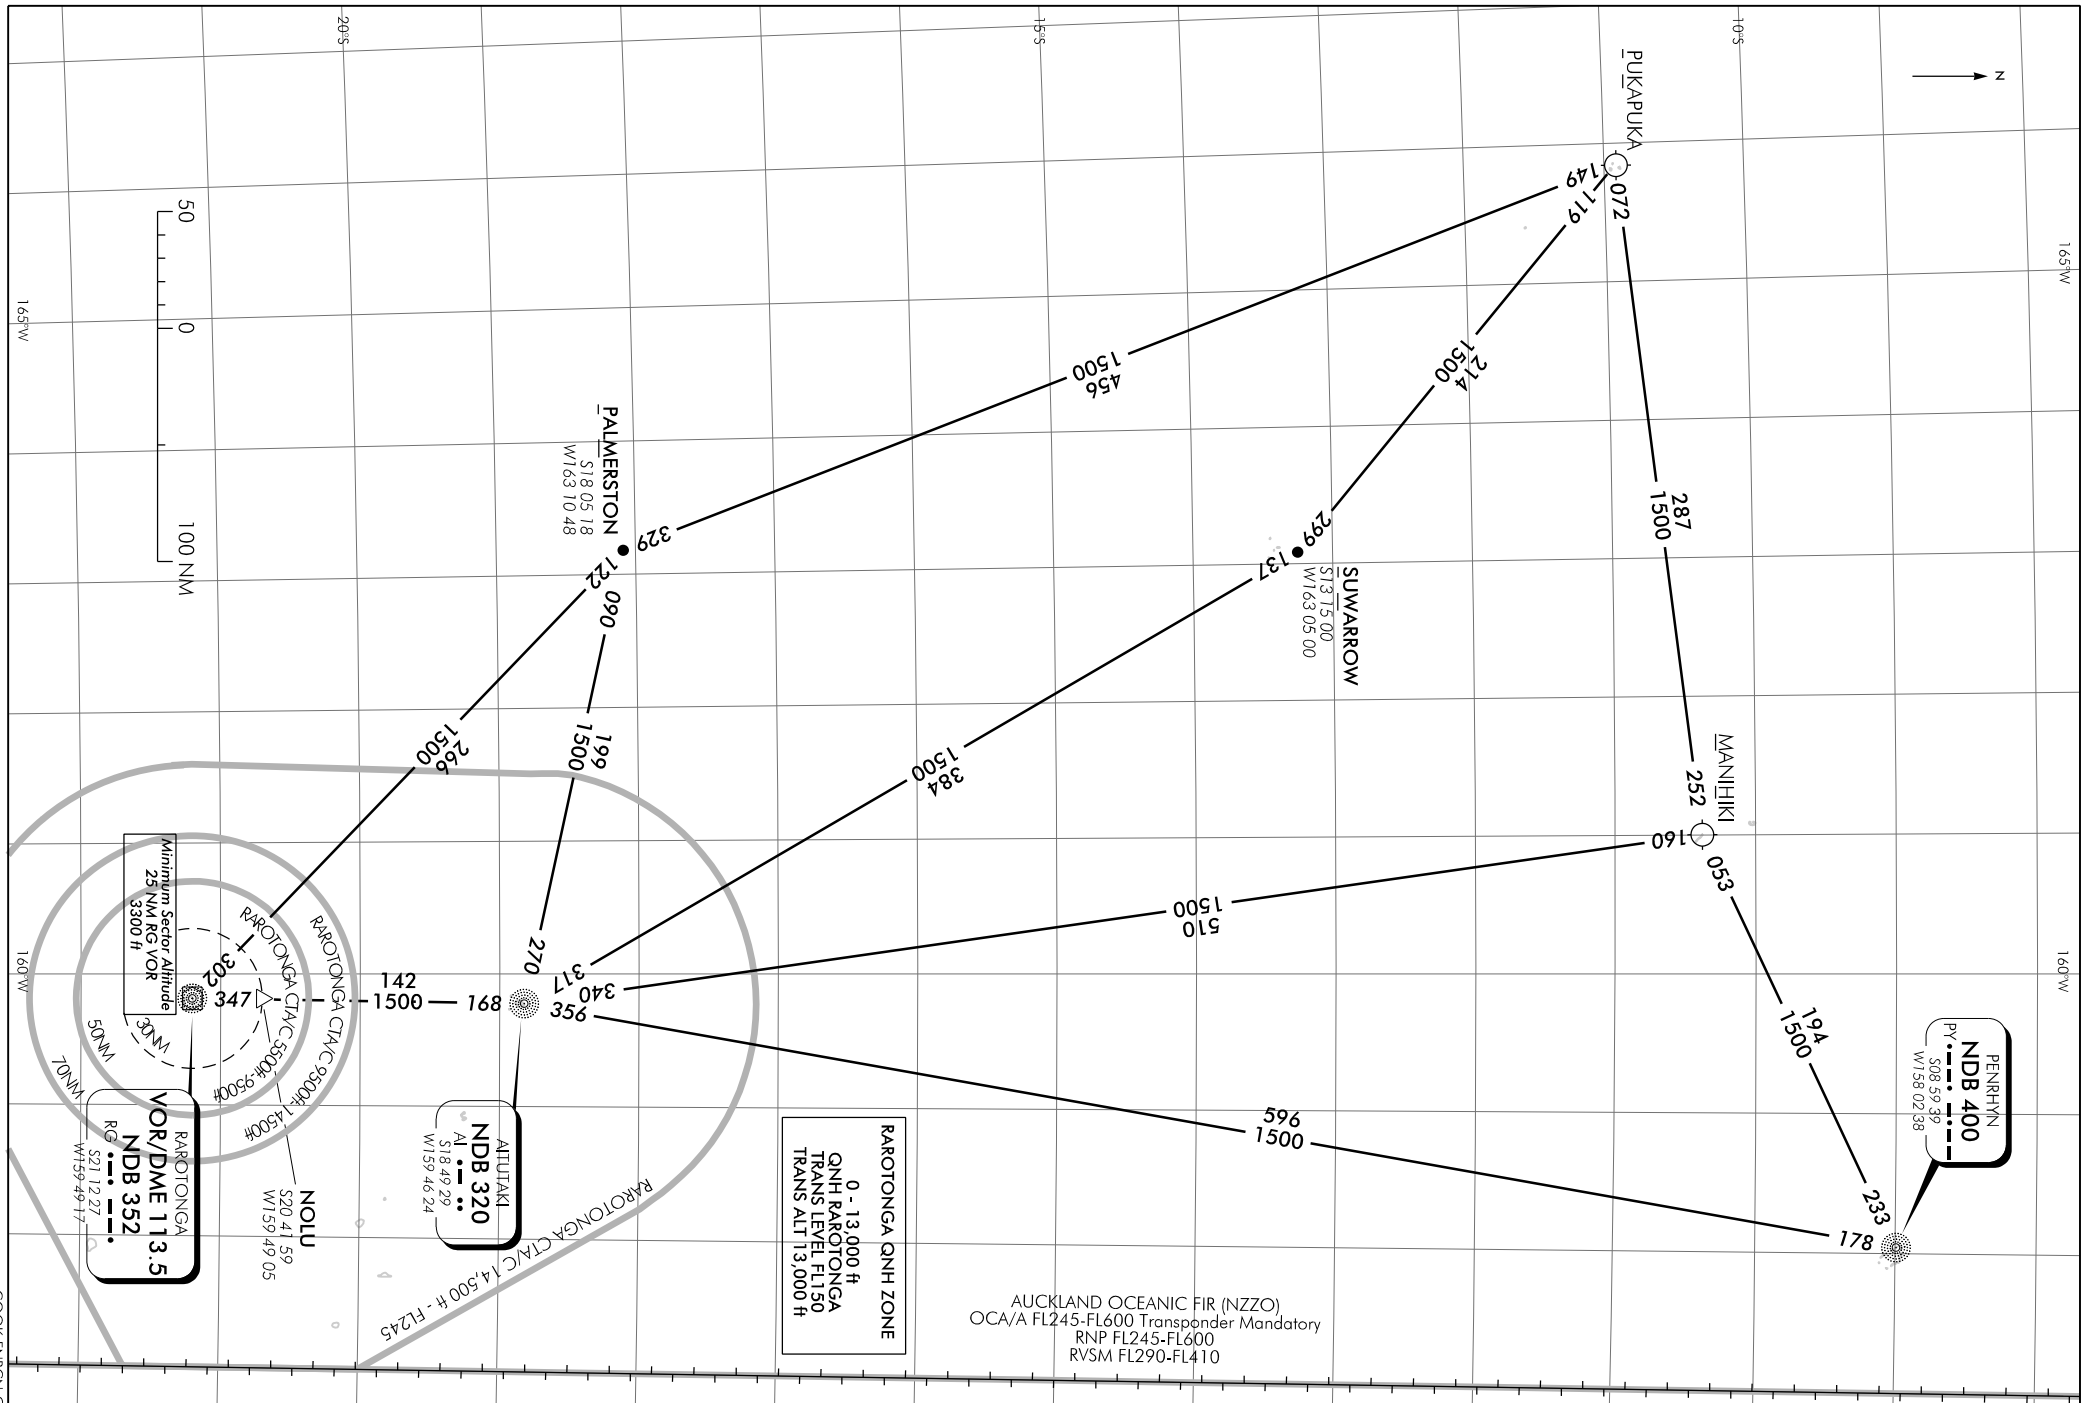 20°S
15°S
10°S
N
165°W
165°W
160°W
160°W
PUKAPUKA
149
119
072
287
1500
252
MANIHIKI
160
053
194
1500
233
178
PENRHYN
NDB 400
PY
S08 59 39
W158 02 38
214
1500
299
SUWARROW
S13 15 00
W163 05 00
137
384
1500
317
456
1500
329
PALMERSTON
S18 05 18
W163 10 48
122
090
199
1500
270
266
1500
302
510
1500
340
356
596
1500
168
142
1500
347
50
0
100 NM
Minimum Sector Altitude
25 NM RG VOR
3300 ft
30NM
50NM
70NM
RAROTONGA CTA/C 5500ft-9500ft
RAROTONGA CTA/C 9500ft-14500ft
RAROTONGA CTA/C 14,500 ft - FL245
RAROTONGA
VOR/DME 113.5
NDB 352
RG
S21 12 27
W159 49 17
NOLU
S20 41 59
W159 49 05
AITUTAKI
NDB 320
AI
S18 49 29
W159 46 24
RAROTONGA QNH ZONE
0 - 13,000 ft
QNH RAROTONGA
TRANS LEVEL FL150
TRANS ALT 13,000 ft
AUCKLAND OCEANIC FIR (NZZO)
OCA/A FL245-FL600 Transponder Mandatory
RNP FL245-FL600
RVSM FL290-FL410